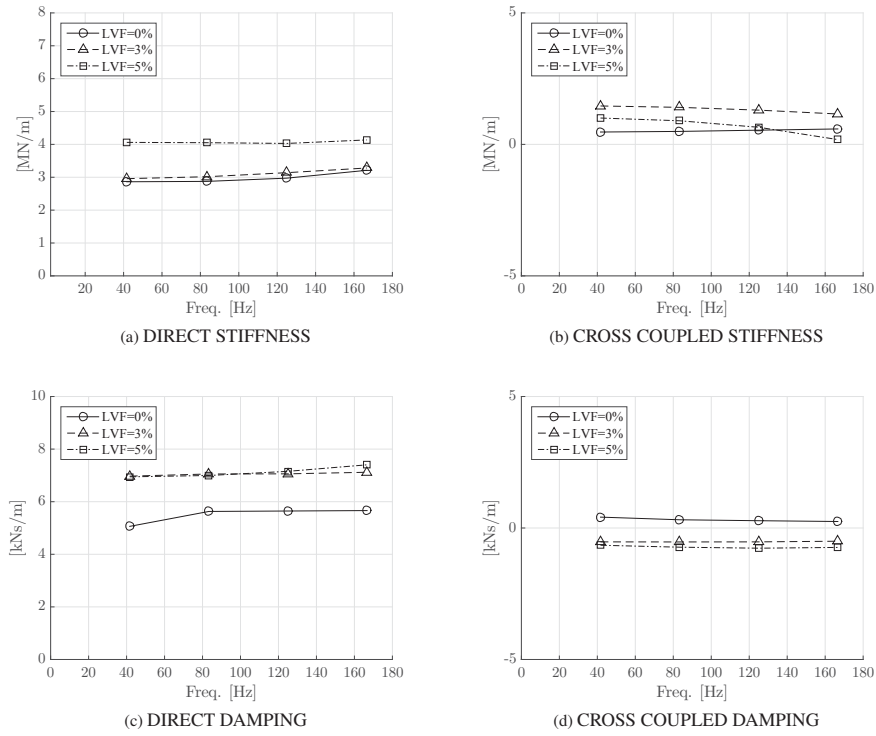 8
7
6
5
4
3
2
1
0
[MN/m]
LVF=0%
LVF=3%
LVF=5%
20 40 60 80 100 120 140 160 180
Freq. [Hz]
(a) DIRECT STIFFNESS
5
0
-5
[MN/m]
LVF=0%
LVF=3%
LVF=5%
0 20 40 60 80 100 120 140 160 180
Freq. [Hz]
(b) CROSS COUPLED STIFFNESS
10
8
6
4
2
0
[kNs/m]
LVF=0%
LVF=3%
LVF=5%
0 20 40 60 80 100 120 140 160 180
Freq. [Hz]
(c) DIRECT DAMPING
5
0
-5
[kNs/m]
LVF=0%
LVF=3%
LVF=5%
0 20 40 60 80 100 120 140 160 180
Freq. [Hz]
(d) CROSS COUPLED DAMPING